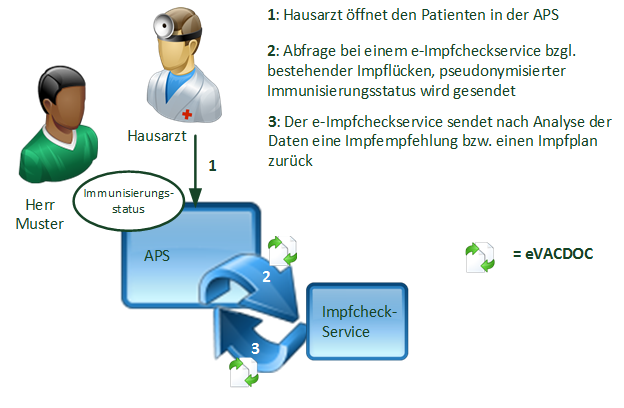 1: Hausarzt öffnet den Patienten in der APS
2: Abfrage bei einem e-Impfcheckservice bzgl.
bestehender Impflücken, pseudonymisierter
Immunisierungsstatus wird gesendet
3: Der e-Impfcheckservice sendet nach Analyse der
Daten eine Impfempfehlung bzw. einen Impfplan
zurück
Hausarzt
1
Herr
Muster
Immunisierungs-
status
APS
2
= eVACDOC
Impfcheck-
Service
3